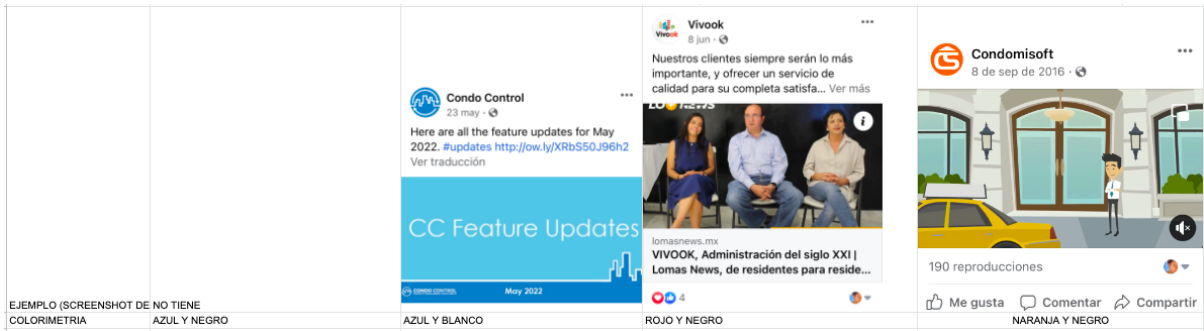 Condo Control
23 may
Here are all the feature updates for May
2022. #updates http://ow.ly/XRbS50J96h2
Ver traducción
CC Feature Updates
CONDO CONTROL
May 2022
Vivook
Vivook
8 jun
Nuestros clientes siempre serán lo más
importante, y ofrecer un servicio de
calidad para su completa satisfa... Ver más
lomasnews.mx
VIVOOK, Administración del siglo XXI |
Lomas News, de residentes para reside...
4
Condomisoft
8 de sep de 2016
190 reproducciones
Me gusta Comentar Compartir
EJEMPLO (SCREENSHOT DE NO TIENE
COLORIMETRIA AZUL Y NEGRO AZUL Y BLANCO ROJO Y NEGRO NARANJA Y NEGRO